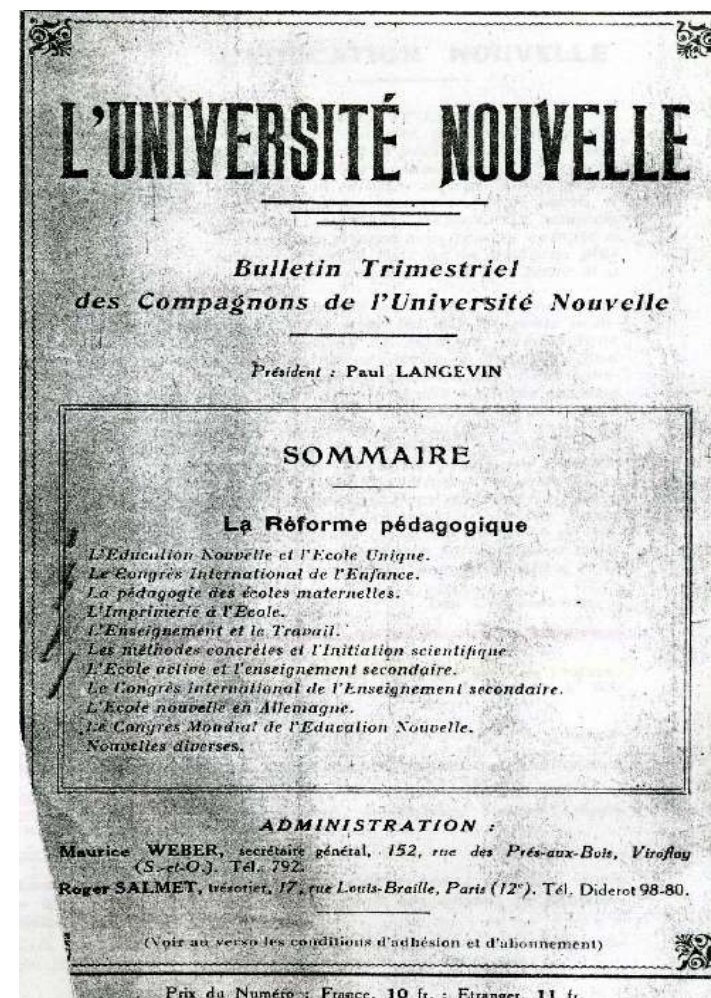 L'UNIVERSITÉ NOUVELLE
Bulletin Trimestriel
des Compagnons de l'Université Nouvelle
Président : Paul LANGEVIN
SOMMAIRE
La Réforme pédagogique
L'Education Nouvelle et l'Ecole Unique.
Le Congrès International de l'Enfance.
La pédagogie des écoles maternelles.
L'Imprimerie à l'Ecole.
L'Enseignement et le Travail.
Les méthodes concrètes et l'Initiation scientifique.
L'Ecole active et l'enseignement secondaire.
Le Congrès international de l'Enseignement secondaire.
L'Ecole nouvelle en Allemagne.
Le Congrès Mondial de l'Education Nouvelle.
Nouvelles diverses.
ADMINISTRATION :
Maurice WEBER, secrétaire général, 152, rue des Prés-aux-Bois, Viroflay
(S.-et-O.). Tél. 792.
Roger SALMET, trésorier, 17, rue Louis-Braille, Paris (12e). Tél. Diderot 98-80.
(Voir au verso les conditions d'adhésion et d'abonnement)
Prix du Numéro : France, 10 fr. ; Etranger, 11 fr.